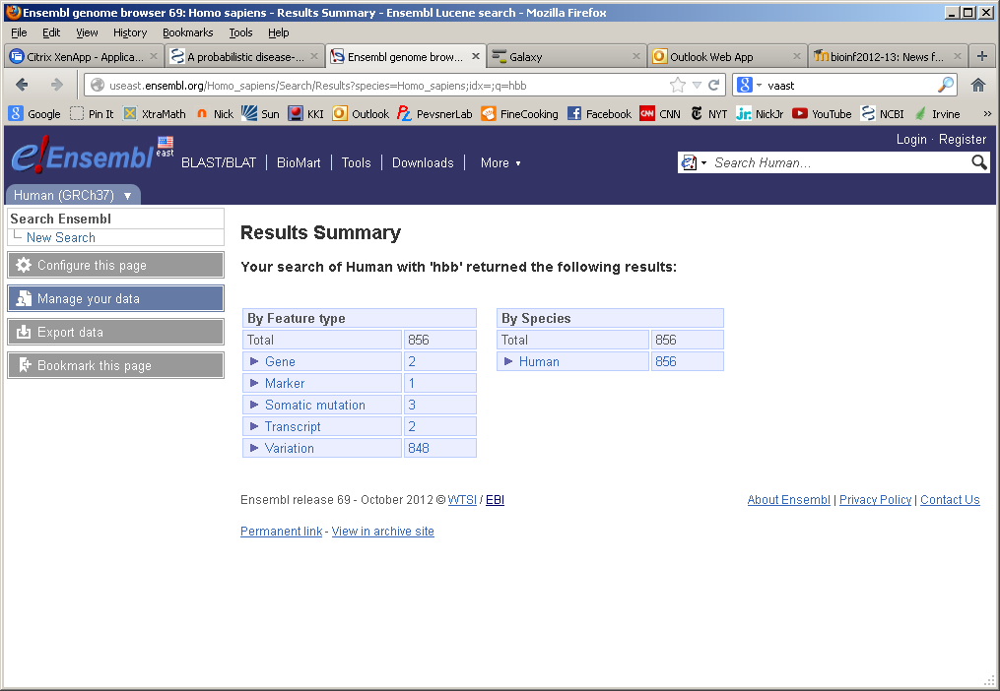 Ensembl genome browser 69: Homo sapiens - Results Summary - Ensembl Lucene search - Mozilla Firefox
File Edit View History Bookmarks Tools Help
Citrix XenApp - Applica... A probabilistic disease-... Ensembl genome brow... Galaxy Outlook Web App bioinf2012-13: News f...
useast.ensembl.org/Homo_sapiens/Search/Results?species=Homo_sapiens;idx=;q=hbb vaast
Google Pin It XtraMath Nick Sun KKI Outlook PevsnerLab FineCooking Facebook CNN NYT NickJr YouTube NCBI Irvine »
Login · Register
e!Ensembl east BLAST/BLAT BioMart Tools Downloads More Search Human...
Human (GRCh37)
Search Ensembl
New Search
Configure this page
Manage your data
Export data
Bookmark this page
Results Summary
Your search of Human with 'hbb' returned the following results:
By Feature type
Total 856
Gene 2
Marker 1
Somatic mutation 3
Transcript 2
Variation 848
By Species
Total 856
Human 856
Ensembl release 69 - October 2012 © WTSI / EBI
About Ensembl | Privacy Policy | Contact Us
Permanent link - View in archive site